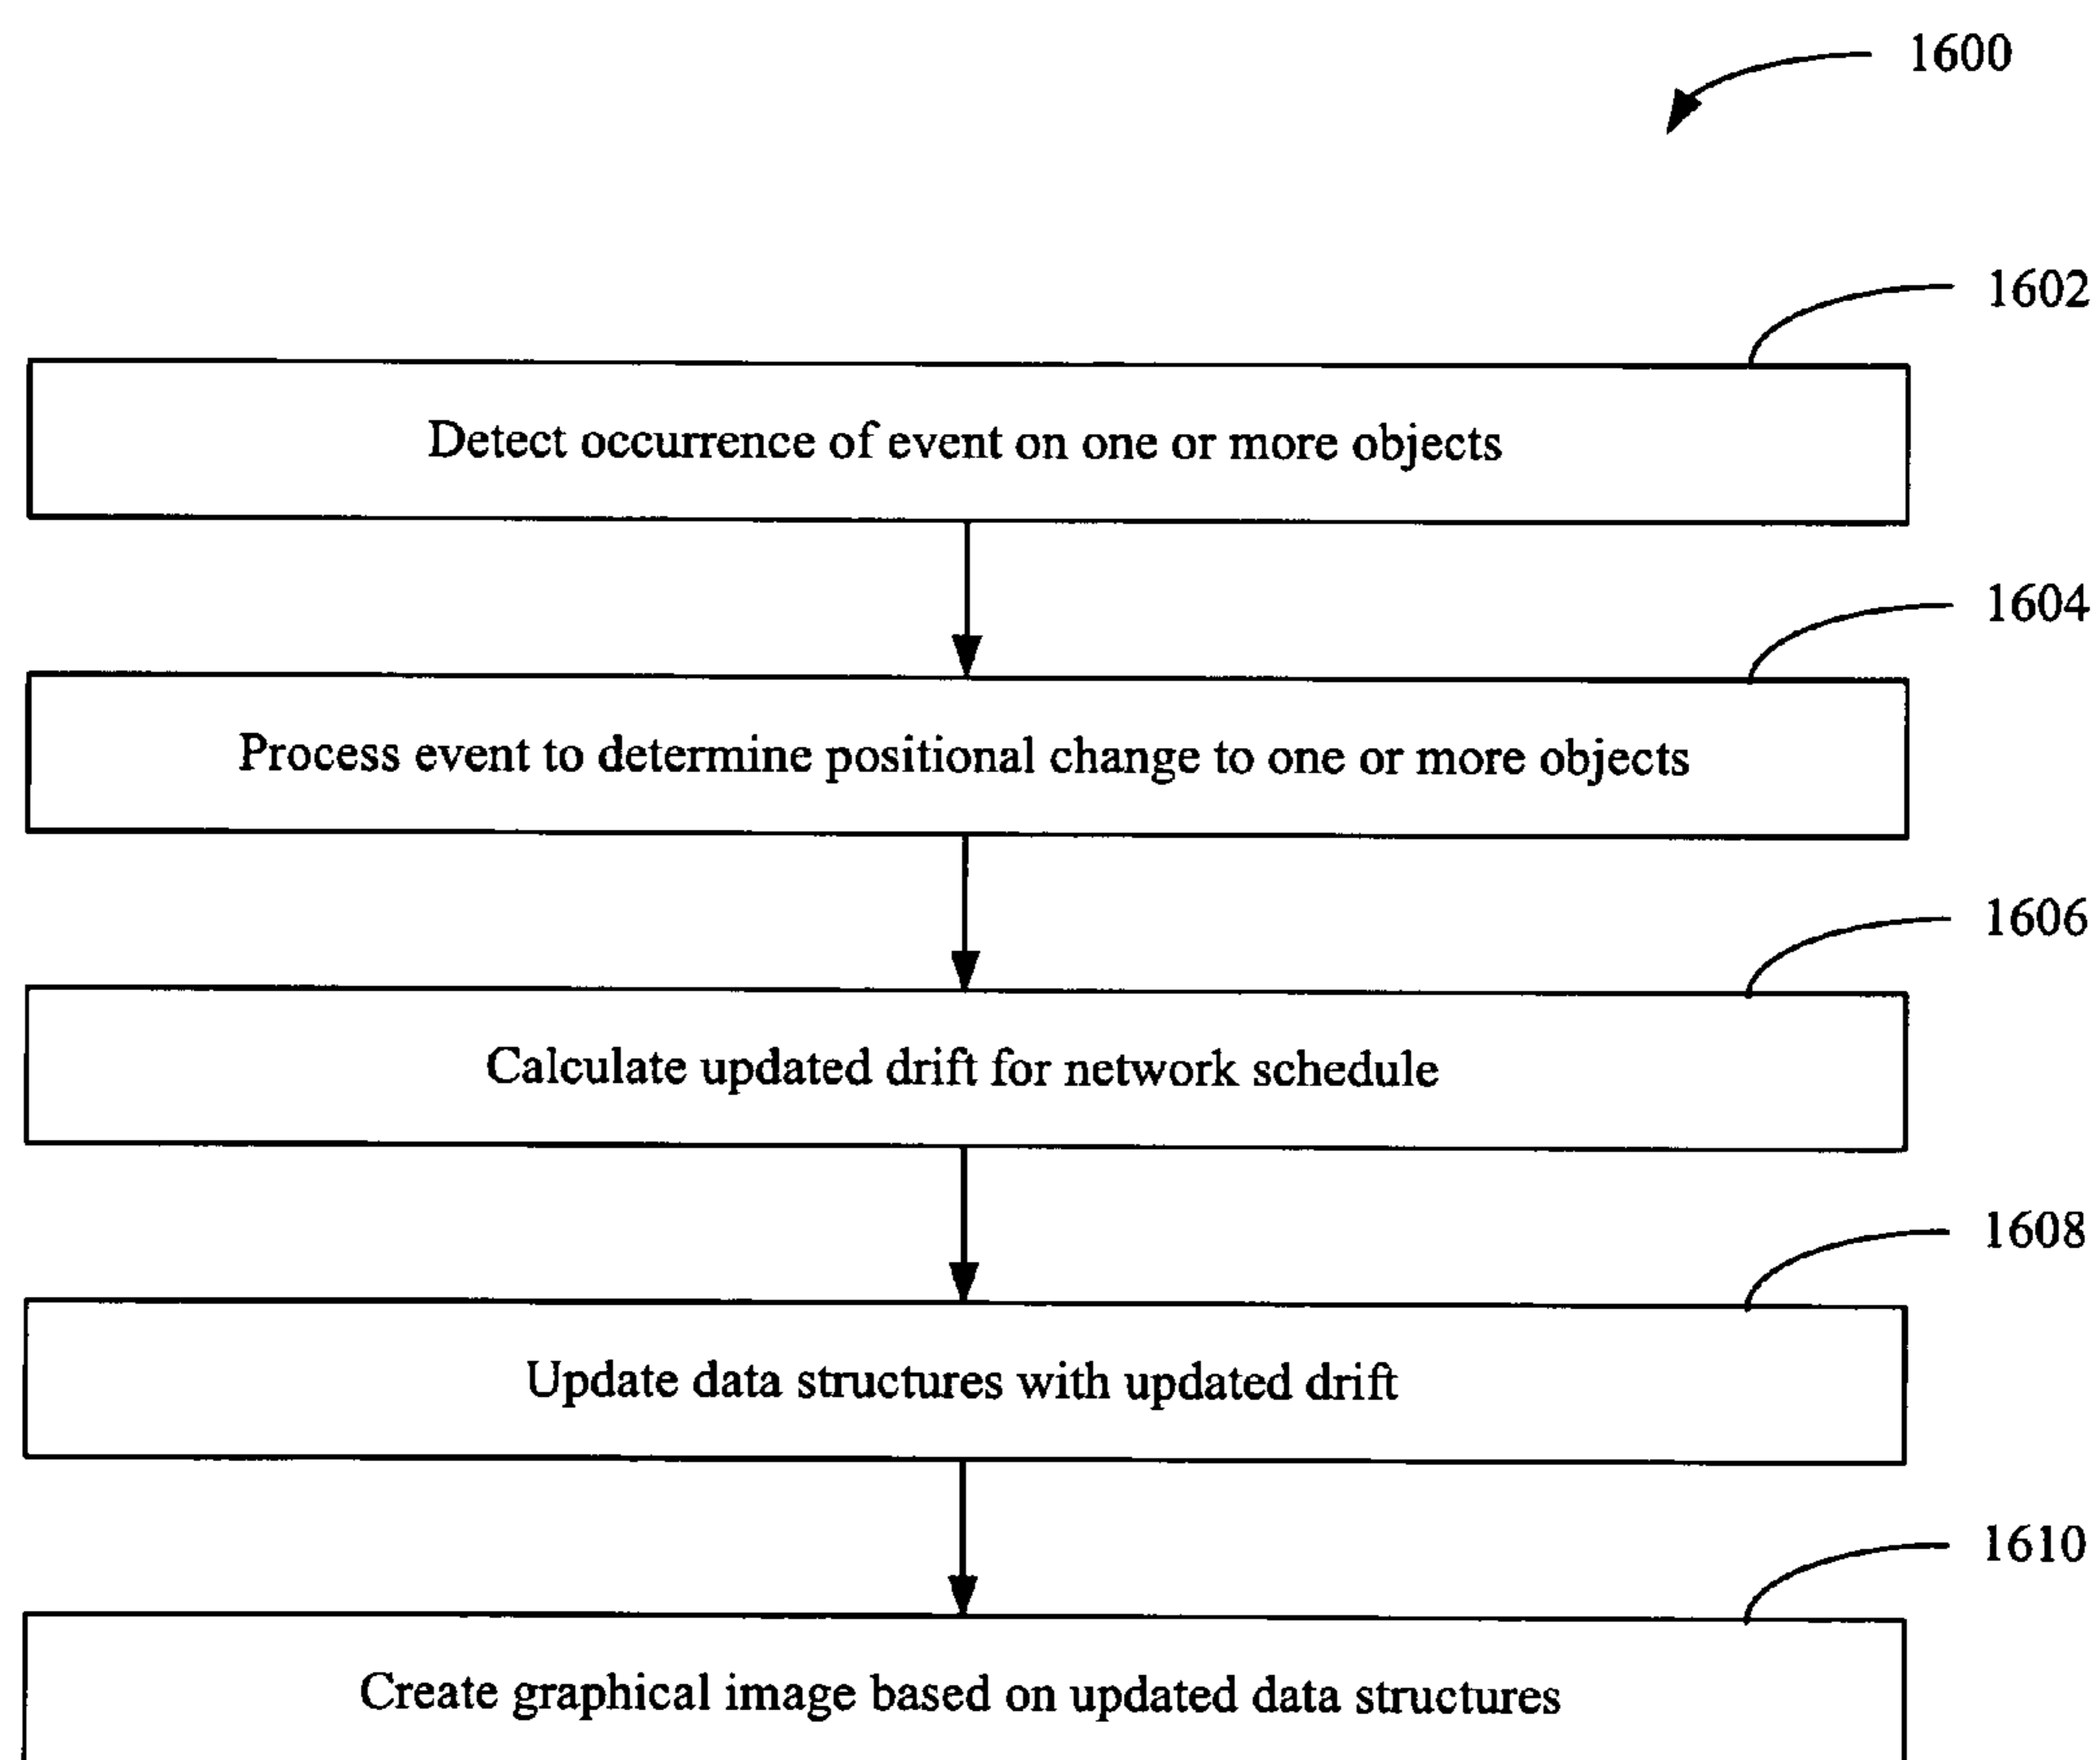 1600
1602
Detect occurrence of event on one or more objects
1604
Process event to determine positional change to one or more objects
1606
Calculate updated drift for network schedule
1608
Update data structures with updated drift
1610
Create graphical image based on updated data structures